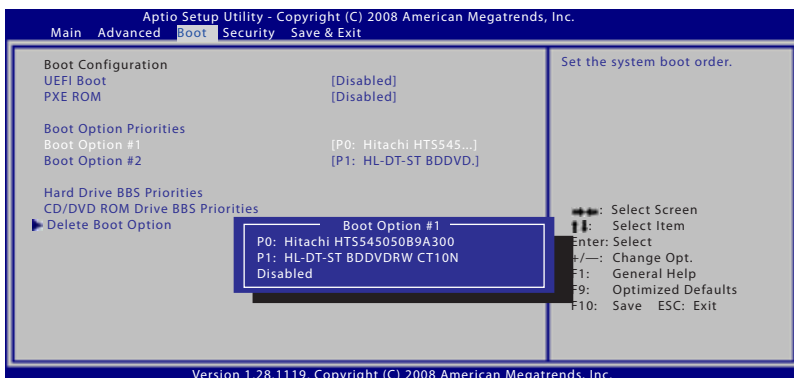 Aptio Setup Utility - Copyright (C) 2008 American Megatrends, Inc.
Main Advanced Boot Security Save & Exit
Boot Configuration
UEFI Boot [Disabled]
PXE ROM [Disabled]
Boot Option Priorities
Boot Option #1 [P0: Hitachi HTS545...]
Boot Option #2 [P1: HL-DT-ST BDDVD.]
Hard Drive BBS Priorities
CD/DVD ROM Drive BBS Priorities
Delete Boot Option
Boot Option #1
P0: Hitachi HTS545050B9A300
P1: HL-DT-ST BDDVDRW CT10N
Disabled
Set the system boot order.
→←: Select Screen
↑↓: Select Item
Enter: Select
+/—: Change Opt.
F1: General Help
F9: Optimized Defaults
F10: Save ESC: Exit
Version 1.28.1119. Copyright (C) 2008 American Megatrends, Inc.